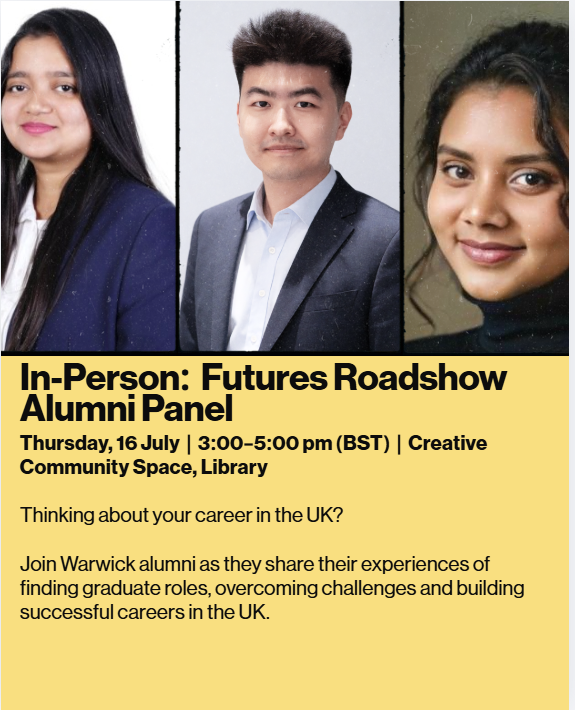 In-Person:  Futures Roadshow
Alumni Panel
Thursday, 16 July | 3:00–5:00 pm (BST) | Creative
Community Space, Library
Thinking about your career in the UK?
Join Warwick alumni as they share their experiences of
finding graduate roles, overcoming challenges and building
successful careers in the UK.